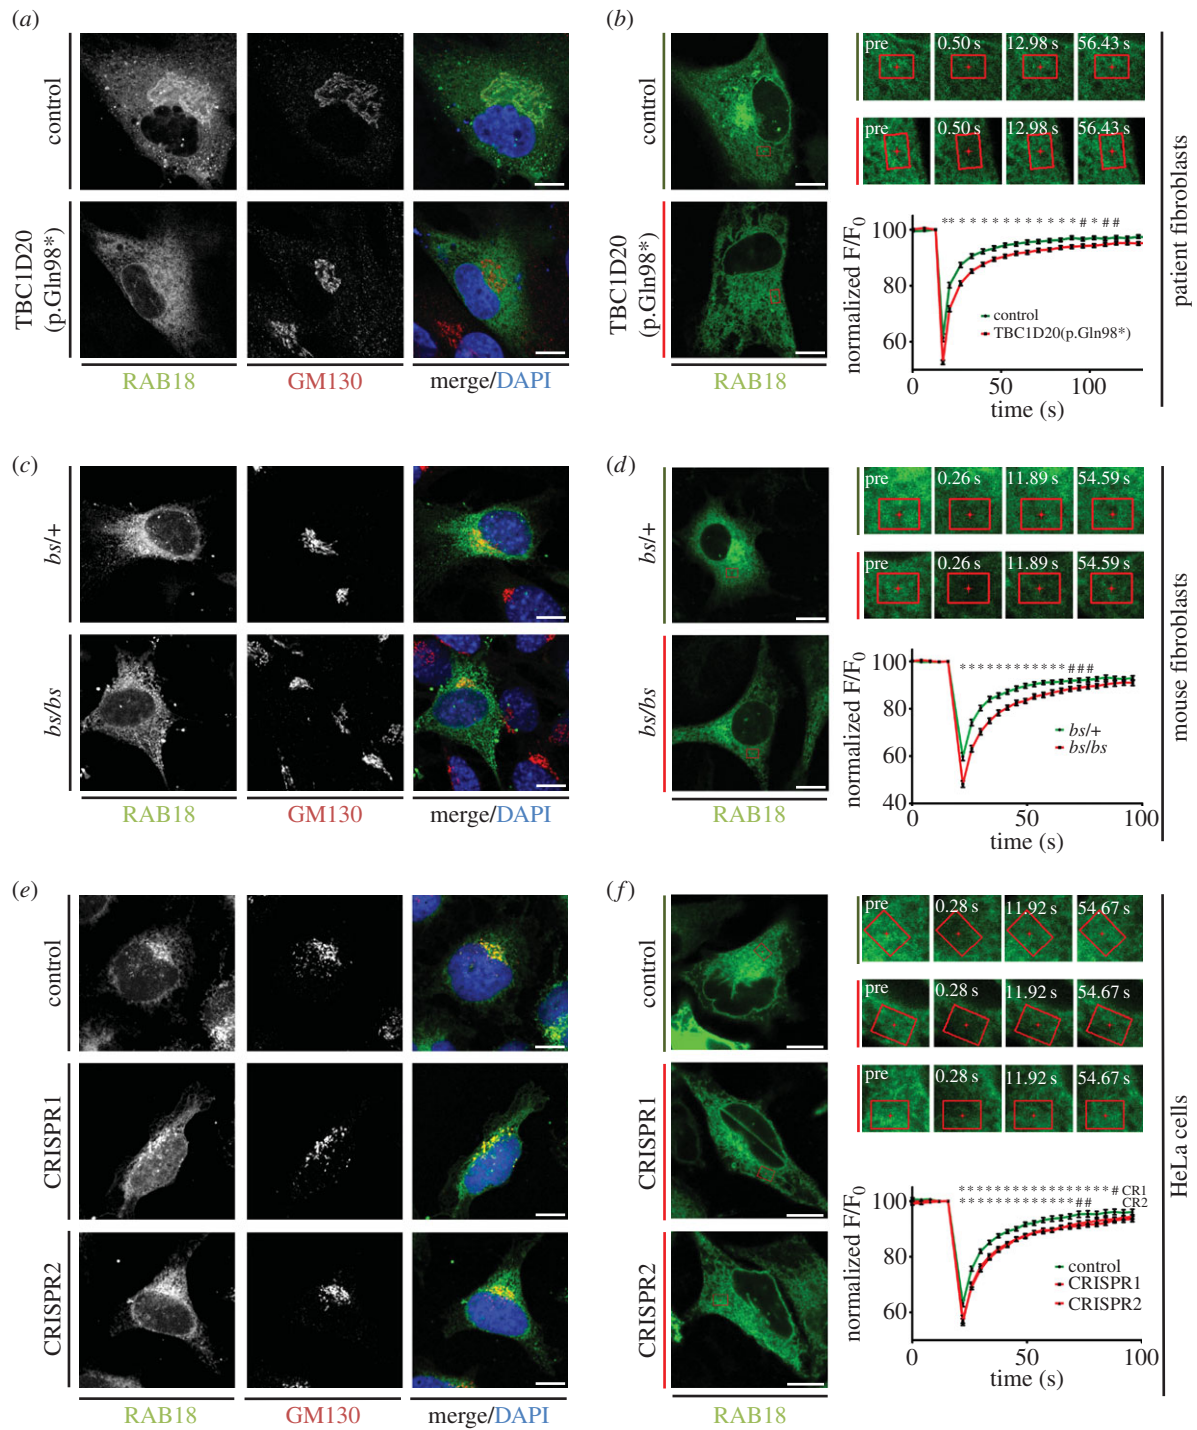 (a)
control
TBC1D20
(p.Gln98*)
RAB18
GM130
merge/DAPI
(b)
control
TBC1D20
(p.Gln98*)
RAB18
pre
0.50 s
12.98 s
56.43 s
pre
0.50 s
12.98 s
56.43 s
normalized F/F0
** * * * * * * * * * * * # * # #
100
80
60
control
TBC1D20(p.Gln98*)
0
50
100
time (s)
patient fibroblasts
(c)
bs/+
bs/bs
RAB18
GM130
merge/DAPI
(d)
bs/+
bs/bs
RAB18
pre
0.26 s
11.89 s
54.59 s
pre
0.26 s
11.89 s
54.59 s
normalized F/F0
*************###
100
80
60
40
bs/+
bs/bs
0
50
100
time (s)
mouse fibroblasts
(e)
control
CRISPR1
CRISPR2
RAB18
GM130
merge/DAPI
(f)
control
CRISPR1
CRISPR2
RAB18
pre
0.28 s
11.92 s
54.67 s
pre
0.28 s
11.92 s
54.67 s
pre
0.28 s
11.92 s
54.67 s
normalized F/F0
***************** # CR1
************** ## CR2
100
80
60
control
CRISPR1
CRISPR2
0
50
100
time (s)
HeLa cells